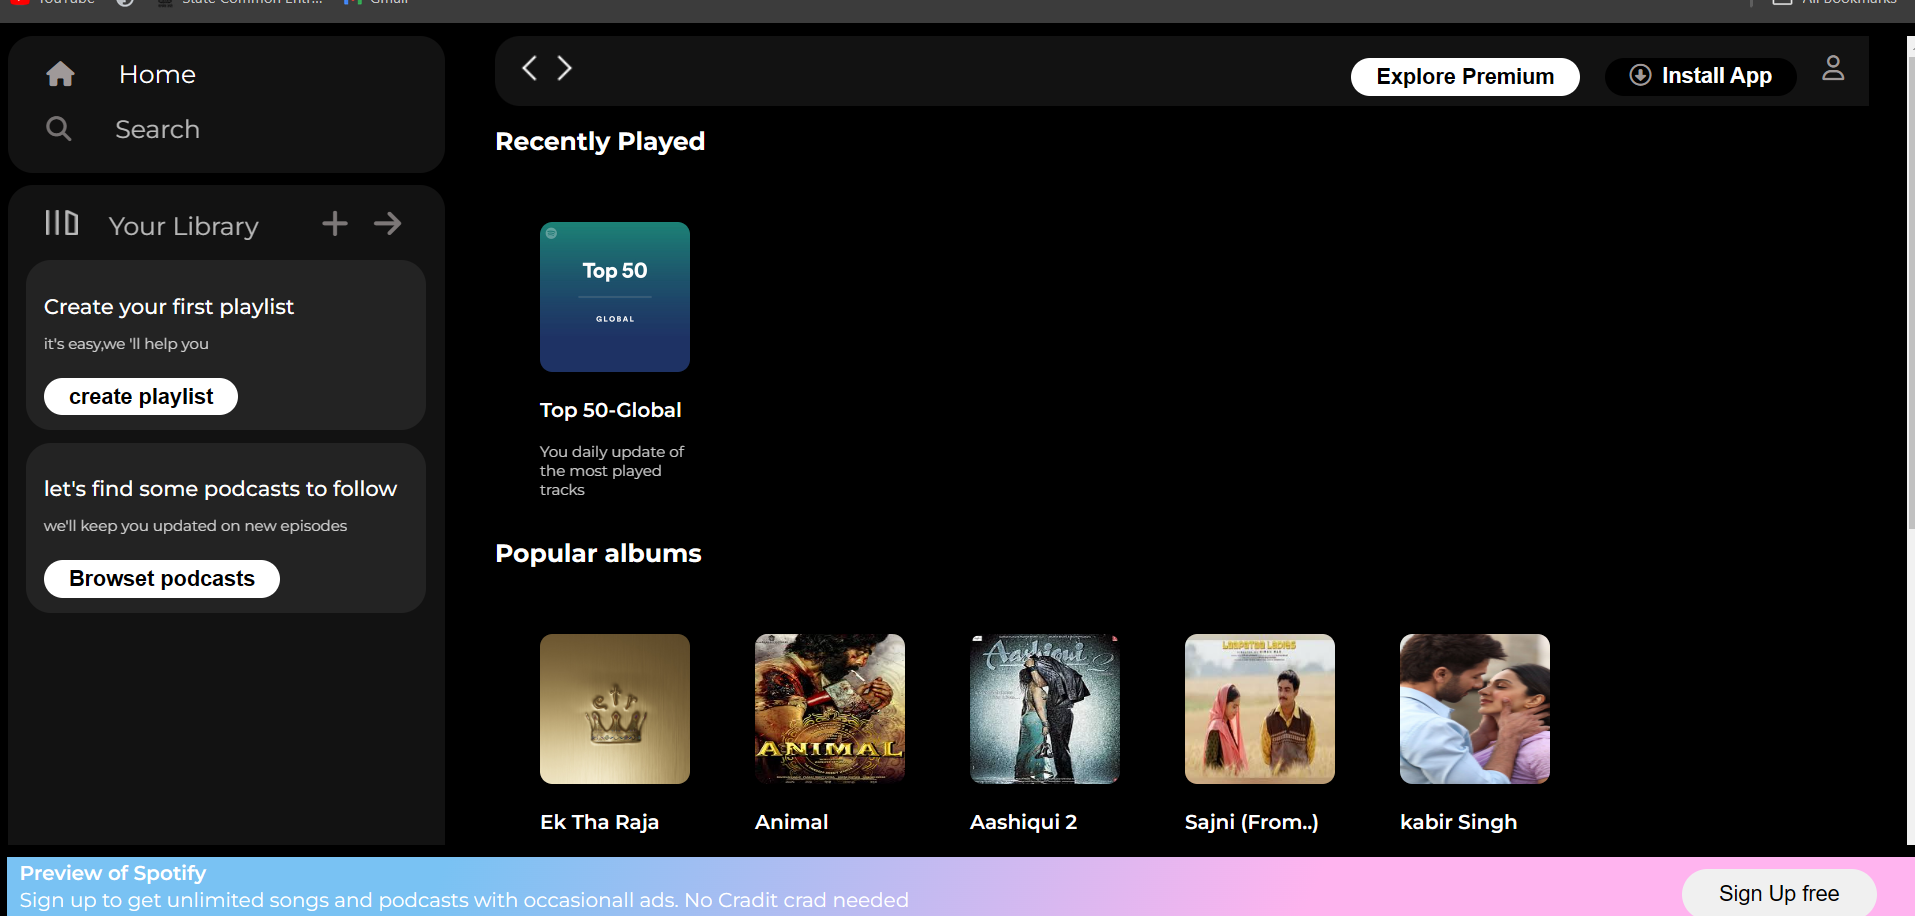 YouTube
State Common Entr...
Gmail
All Bookmarks
Home
Search
Your Library
Create your first playlist
it's easy,we 'll help you
create playlist
let's find some podcasts to follow
we'll keep you updated on new episodes
Browset podcasts
Explore Premium
Install App
Recently Played
Top 50
GLOBAL
Top 50-Global
You daily update of
the most played
tracks
Popular albums
etr
ANIMAL
Aashiqui 2
LAAPATAA LADIES
Ek Tha Raja
Animal
Aashiqui 2
Sajni (From..)
kabir Singh
Preview of Spotify
Sign up to get unlimited songs and podcasts with occasionall ads. No Cradit crad needed
Sign Up free